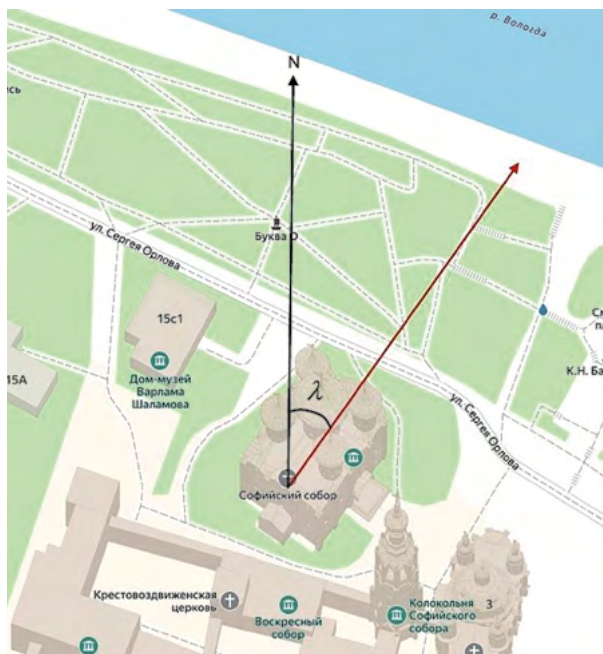 р. Вологда
N
ись
ул. Сергея Орлова
Буква О
15с1
Дом-музей
Варлама
Шаламова
15А
λ
К.Н. Ба
ул. Сергея Орлова
Софийский собор
Крестовоздвиженская
церковь
Воскресный
собор
Колокольня
Софийского
собора
3